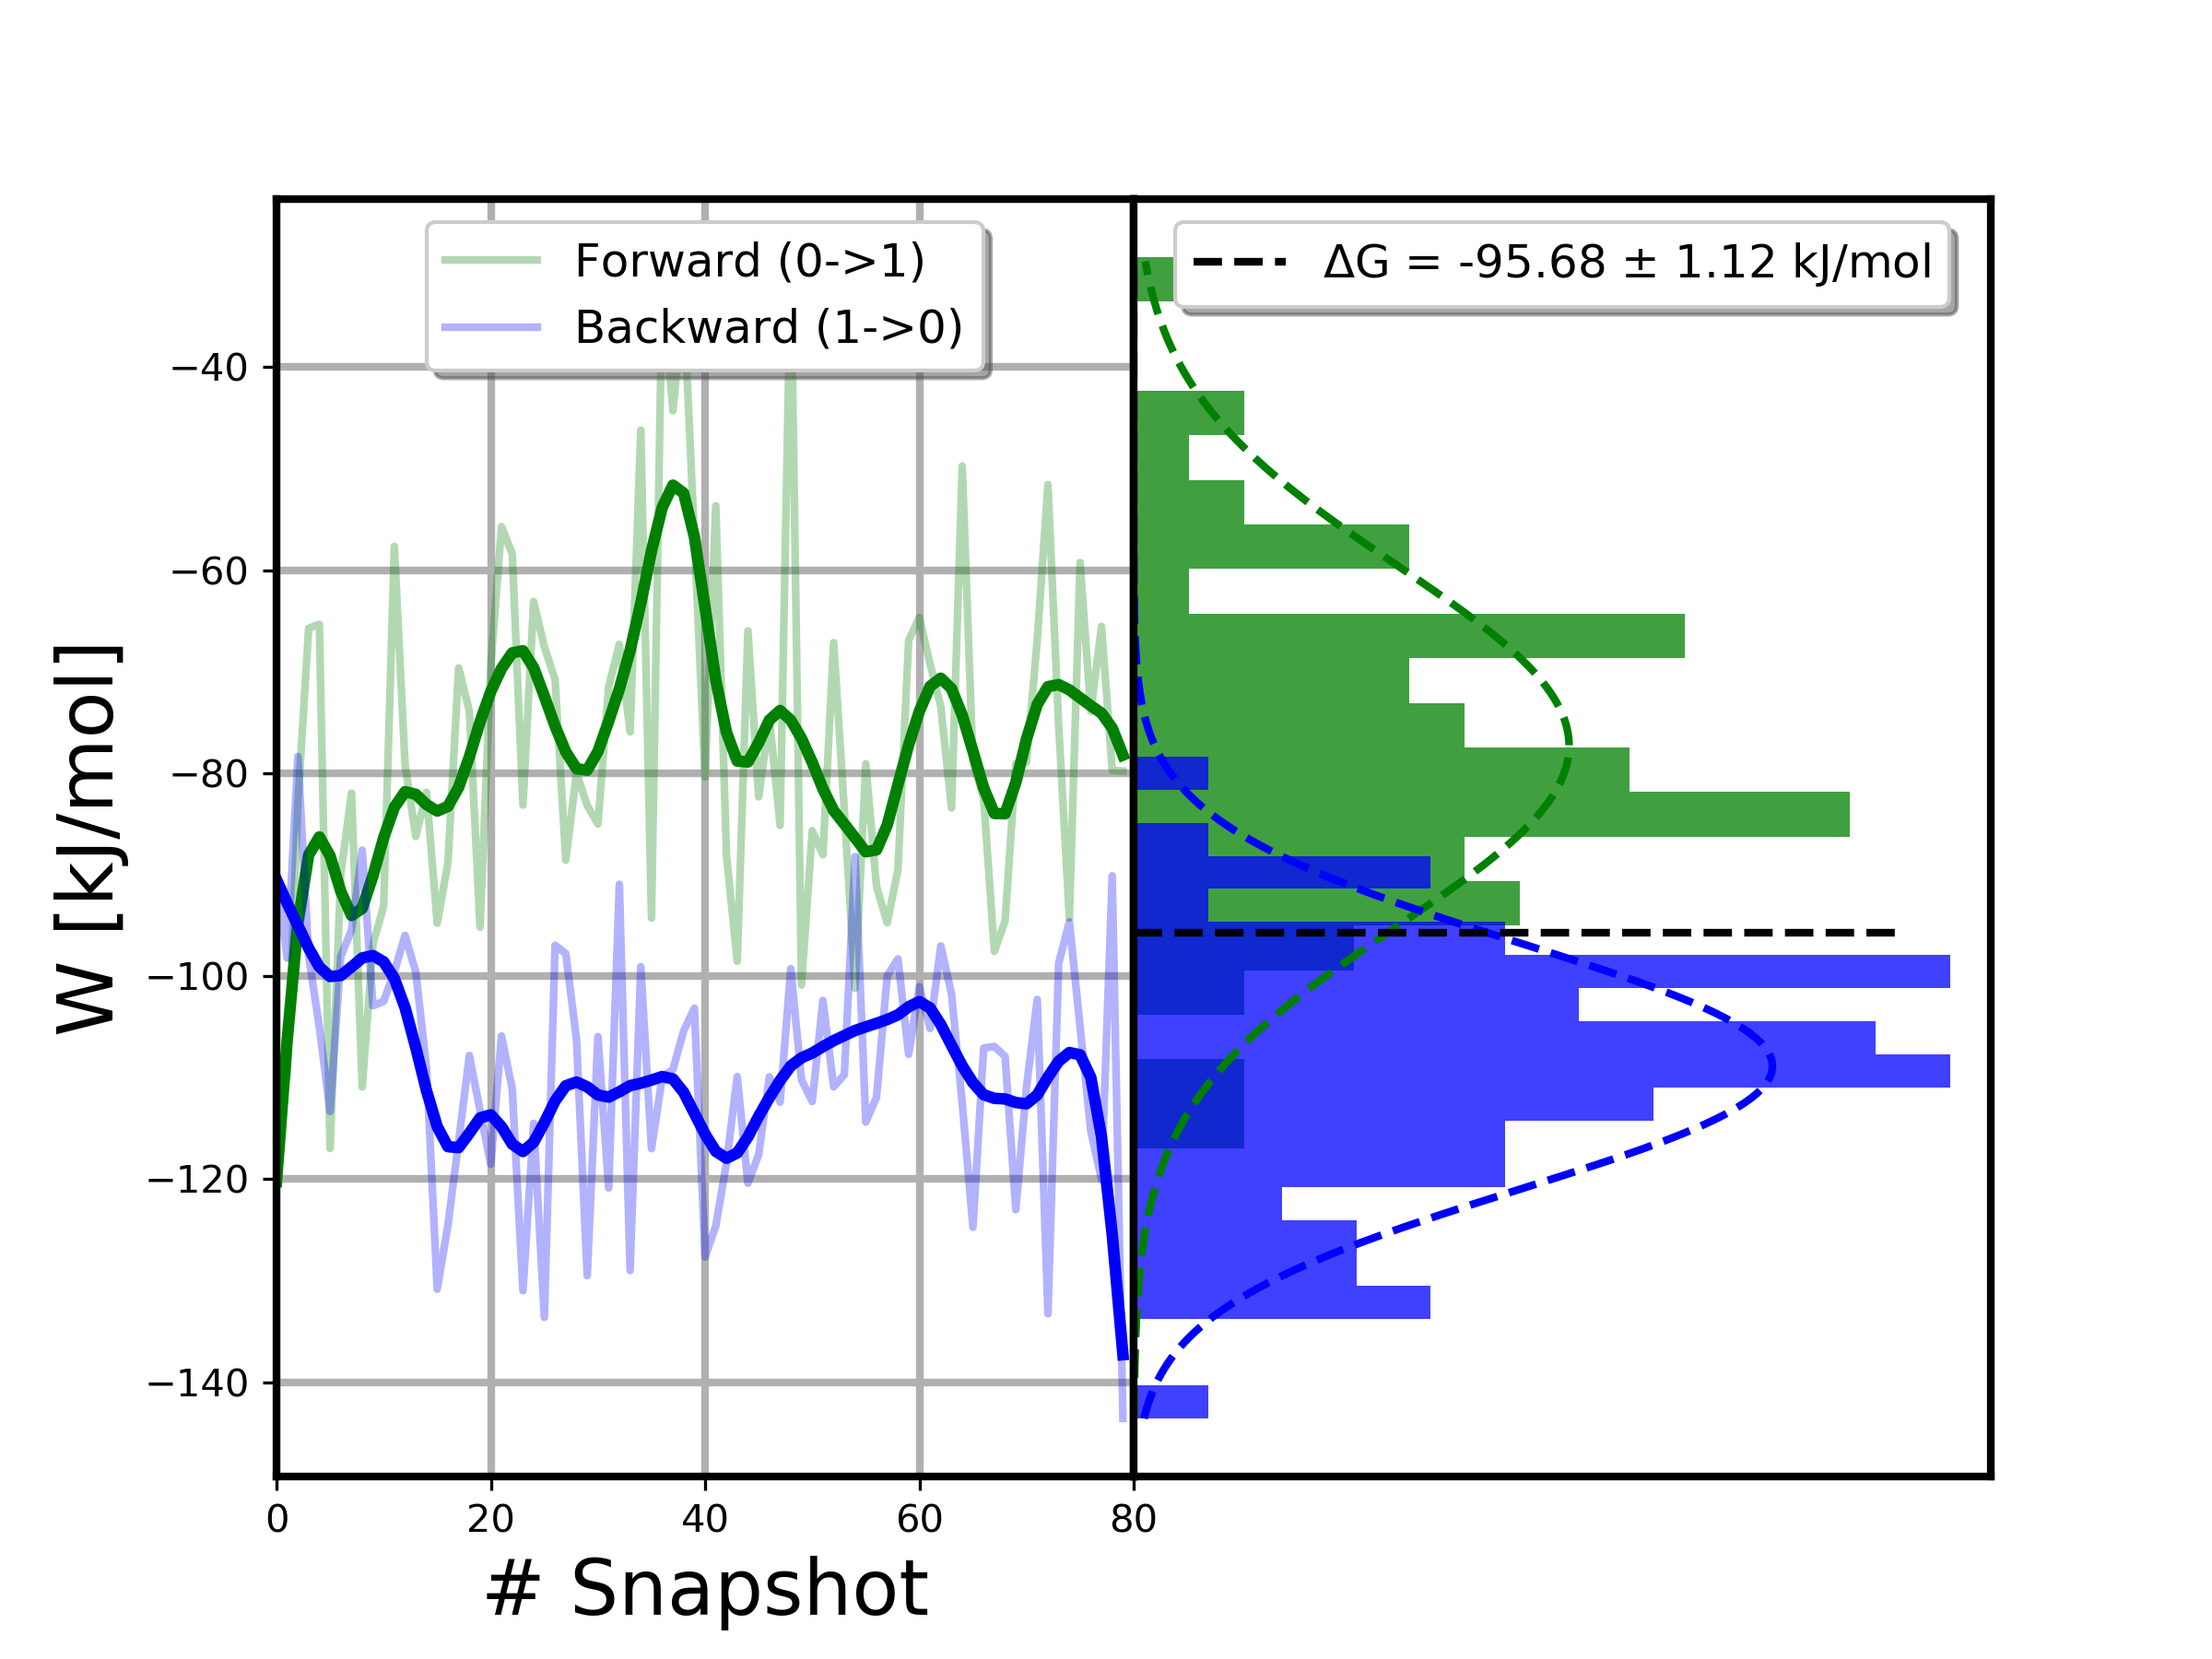 Forward (0->1)
Backward (1->0)
ΔG = -95.68 ± 1.12 kJ/mol
−40
−60
−80
−100
−120
−140
W [kJ/mol]
0 20 40 60 80
# Snapshot